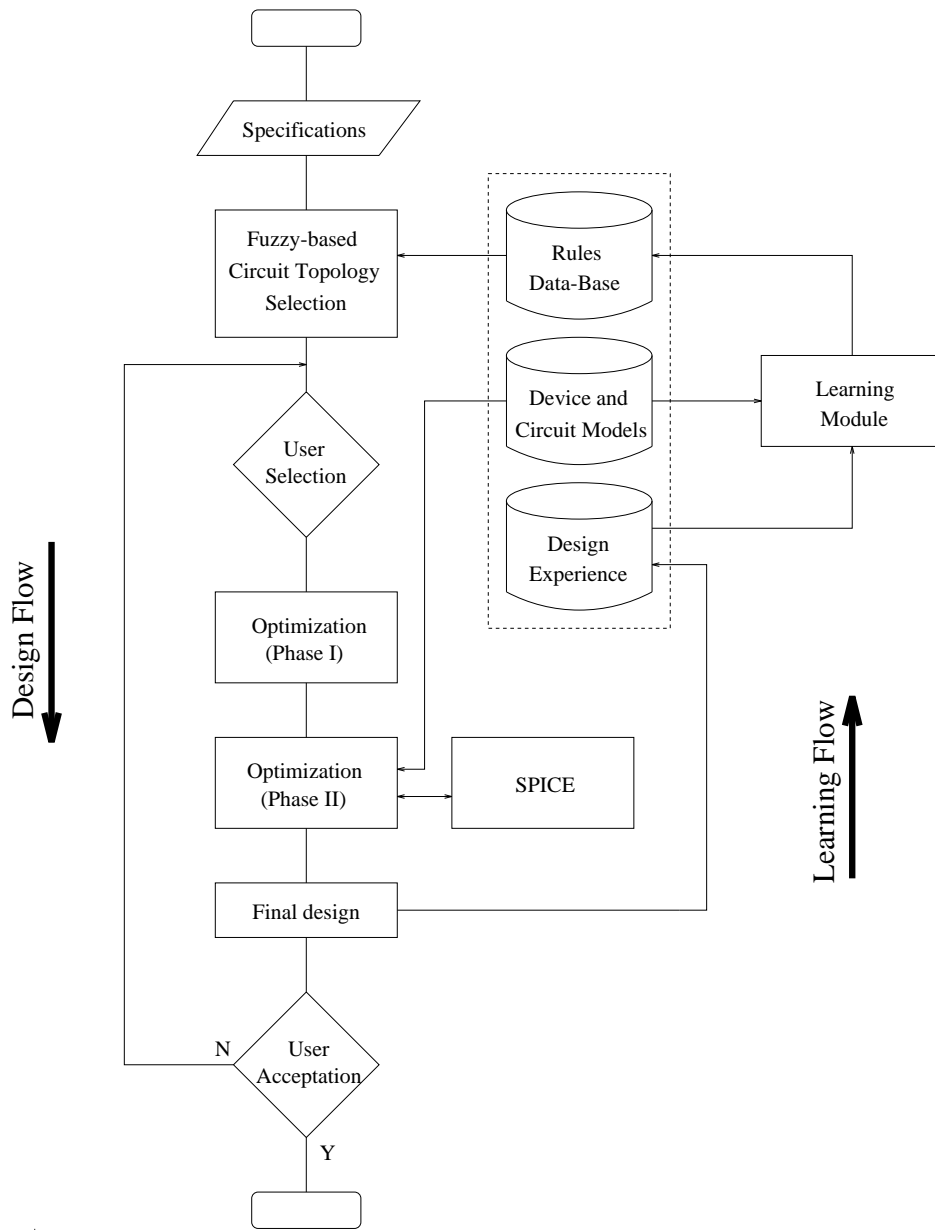 Specifications
Fuzzy-based
Circuit Topology
Selection
Rules
Data-Base
Device and
Circuit Models
Learning
Module
User
Selection
Design
Experience
Design Flow
Optimization
(Phase I)
Optimization
(Phase II)
SPICE
Learning Flow
Final design
N
User
Acceptation
Y